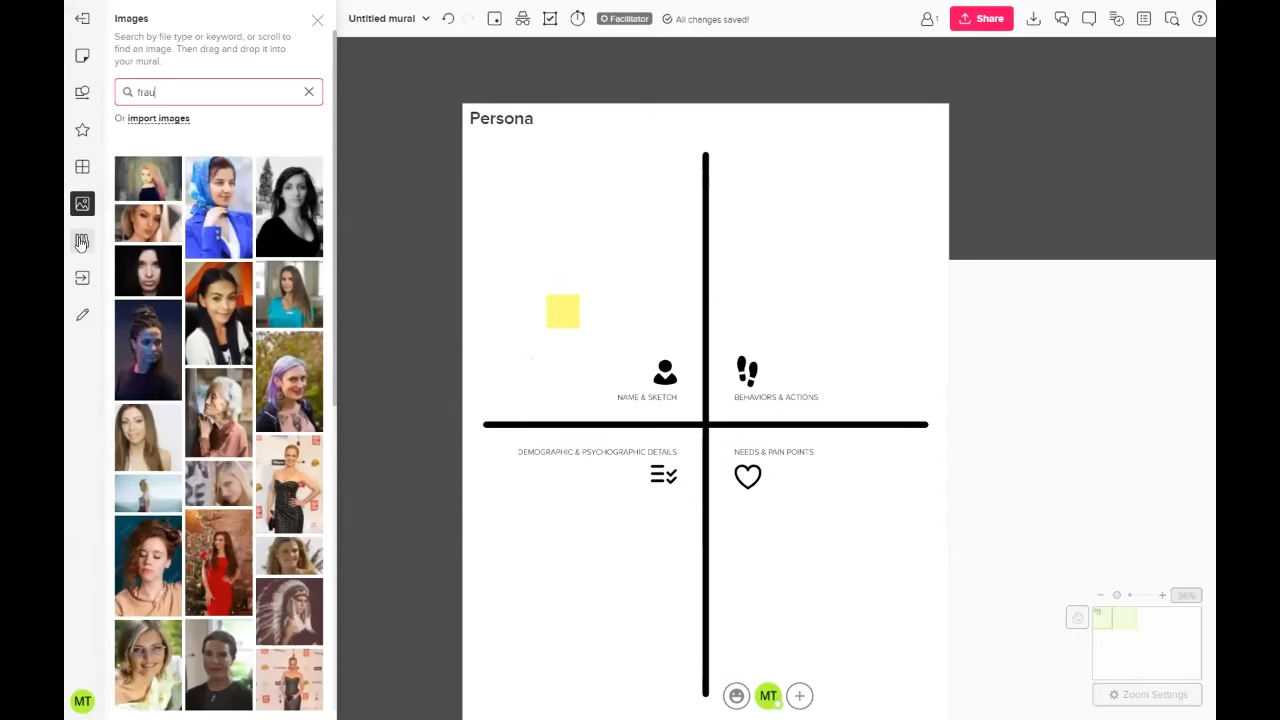 Images
Search by file type or keyword, or scroll to
find an image. Then drag and drop it into
your mural.
frau
Or import images
MT
Untitled mural
Facilitator
All changes saved!
1
Share
Persona
NAME & SKETCH
BEHAVIORS & ACTIONS
DEMOGRAPHIC & PSYCHOGRAPHIC DETAILS
NEEDS & PAIN POINTS
MT
36%
Zoom Settings